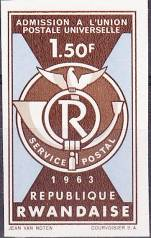 ADMISSION A L'UNION
POSTALE UNIVERSELLE
1.50F
R
SERVICE POSTAL
1963
REPUBLIQUE
RWANDAISE
JEAN VAN NOTEN
COURVOISIER S.A.